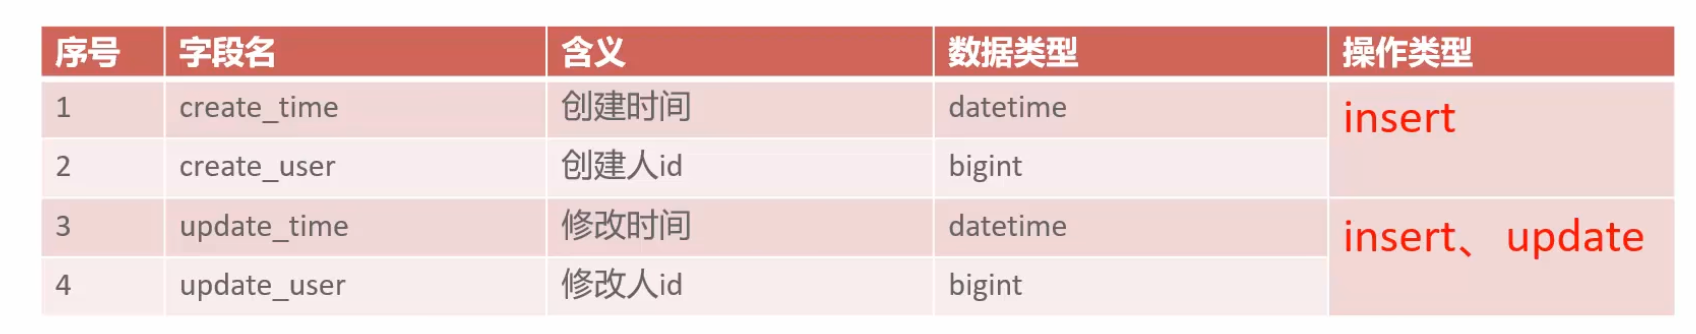 序号 字段名 含义 数据类型 操作类型
1 create_time 创建时间 datetime insert
2 create_user 创建人id bigint
3 update_time 修改时间 datetime insert、update
4 update_user 修改人id bigint